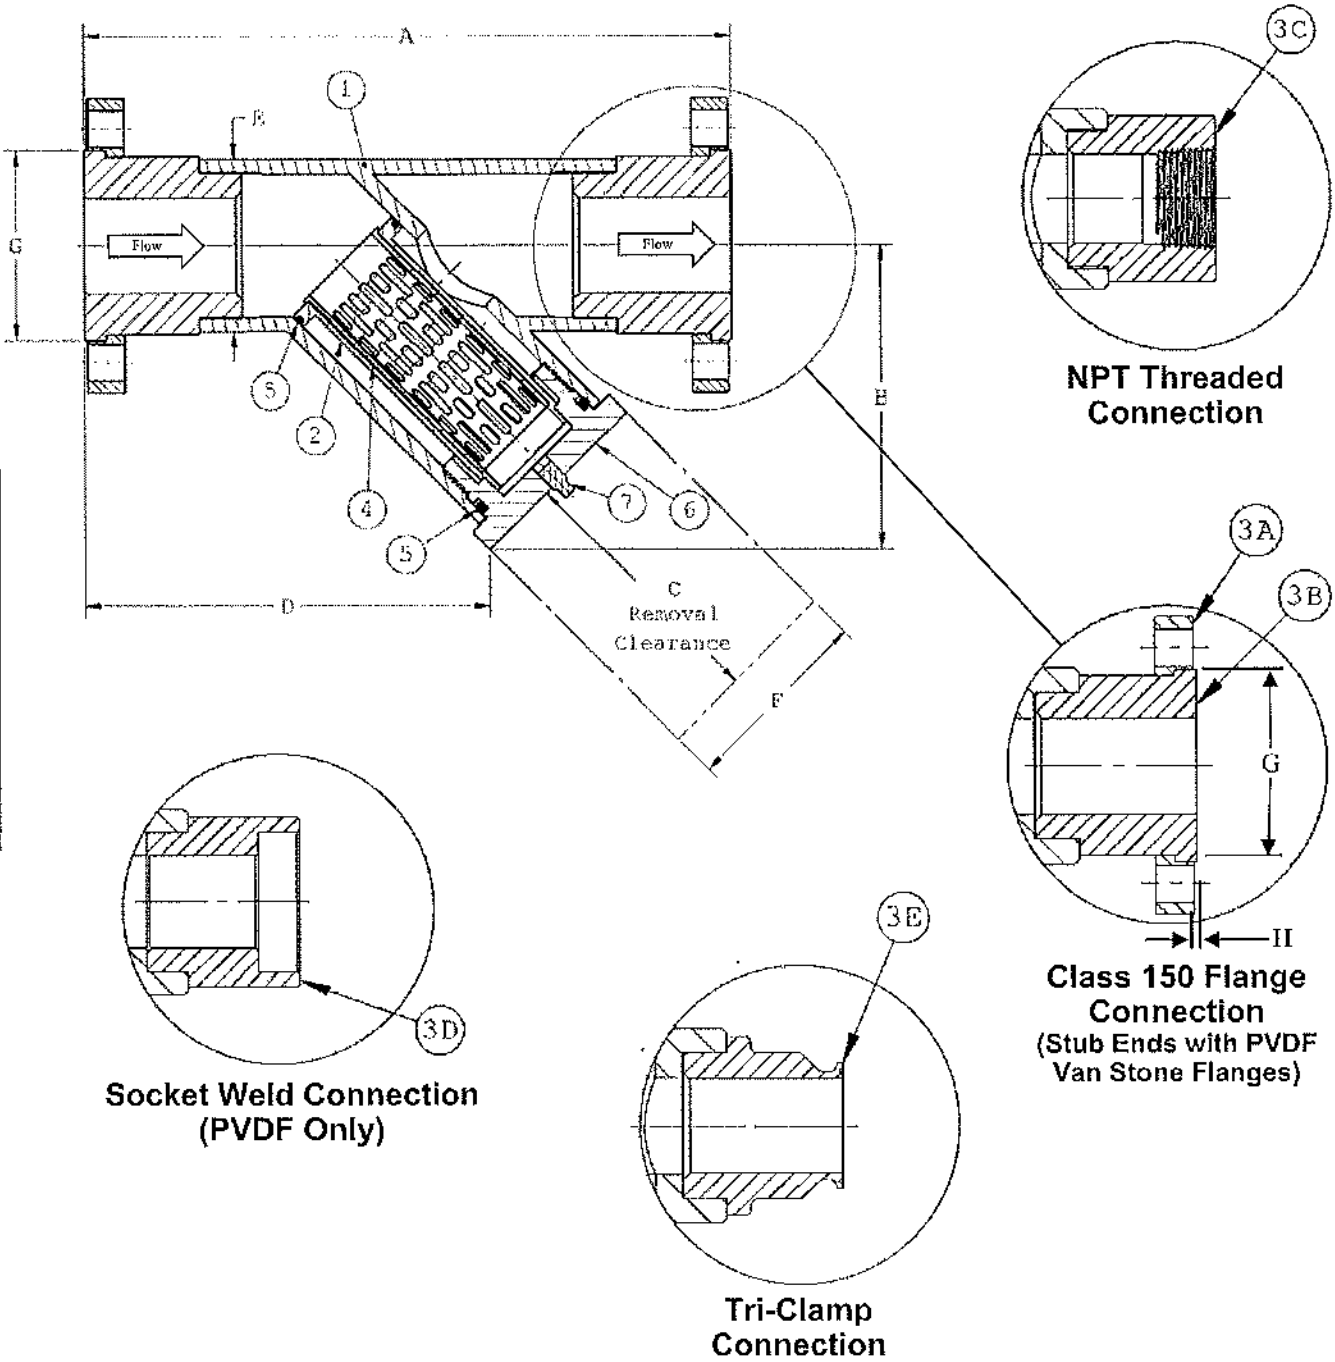 A
1
E
G
Flow
Flow
B
8
2
4
5
7
6
D
C
Removal
Clearance
F
3C
NPT Threaded
Connection
3A
3B
G
H
Class 150 Flange
Connection
(Stub Ends with PVDF
Van Stone Flanges)
3D
Socket Weld Connection
(PVDF Only)
3E
Tri-Clamp
Connection